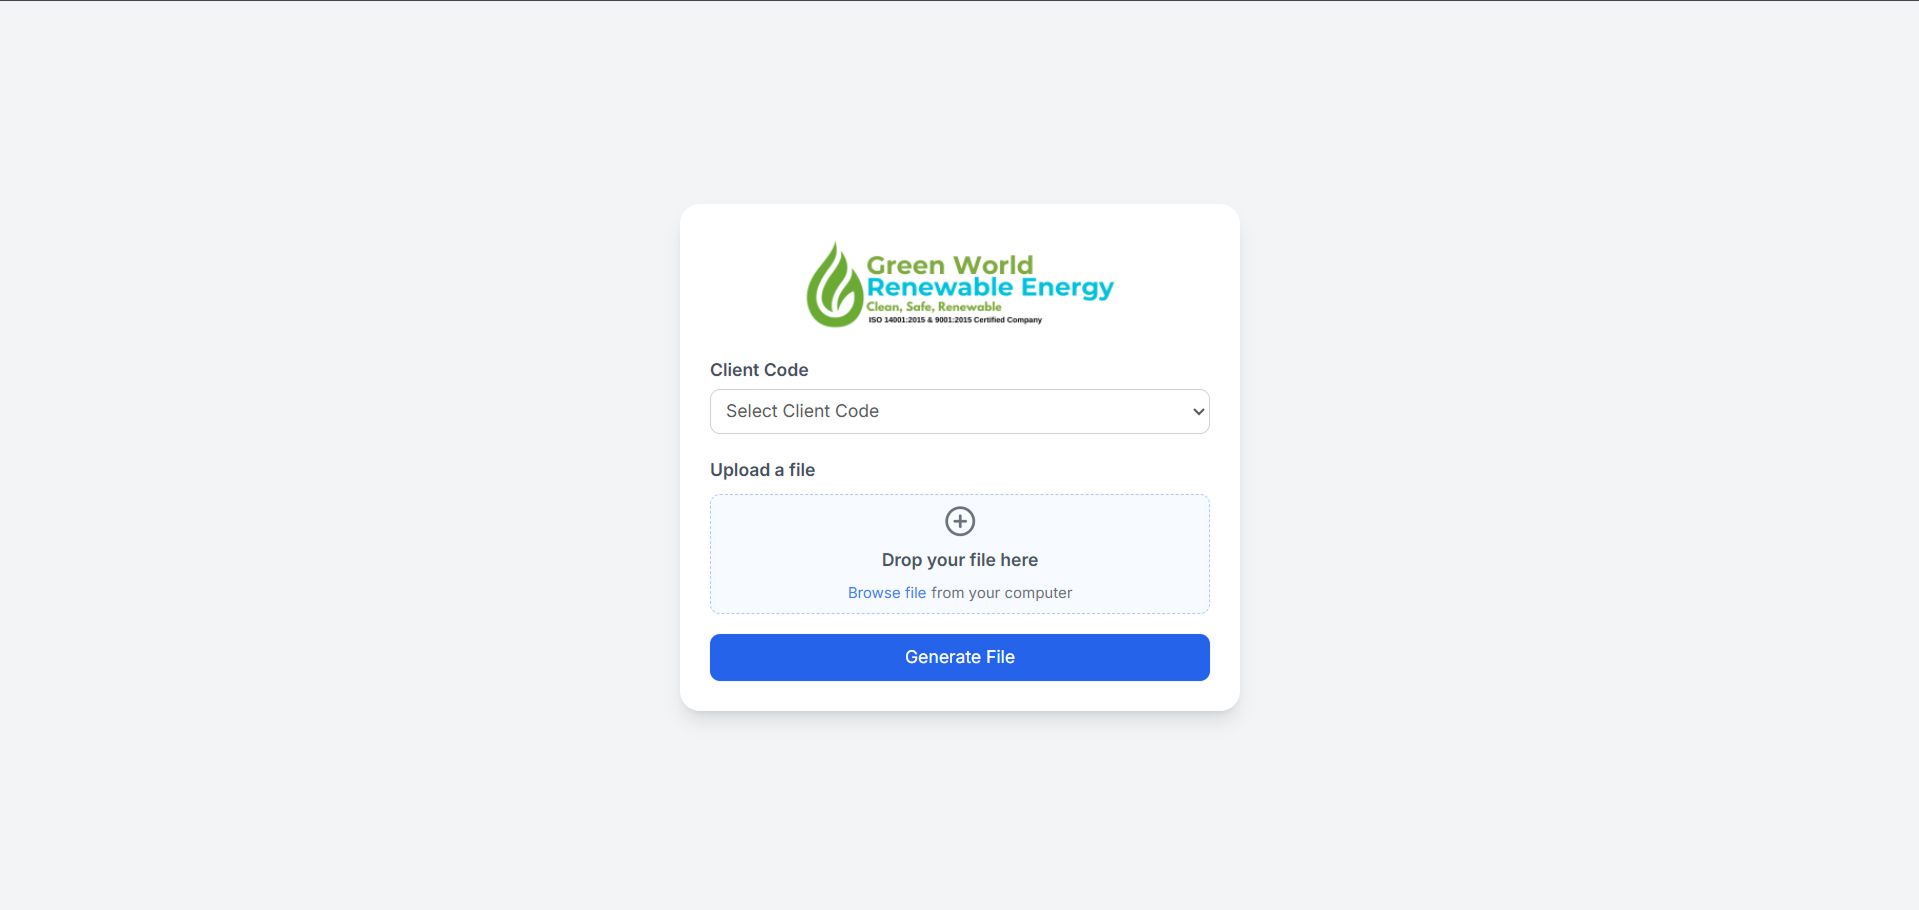 Green World
Renewable Energy
Clean, Safe, Renewable
ISO 14001:2015 & 9001:2015 Certified Company
Client Code
Select Client Code
Upload a file
Drop your file here
Browse file from your computer
Generate File